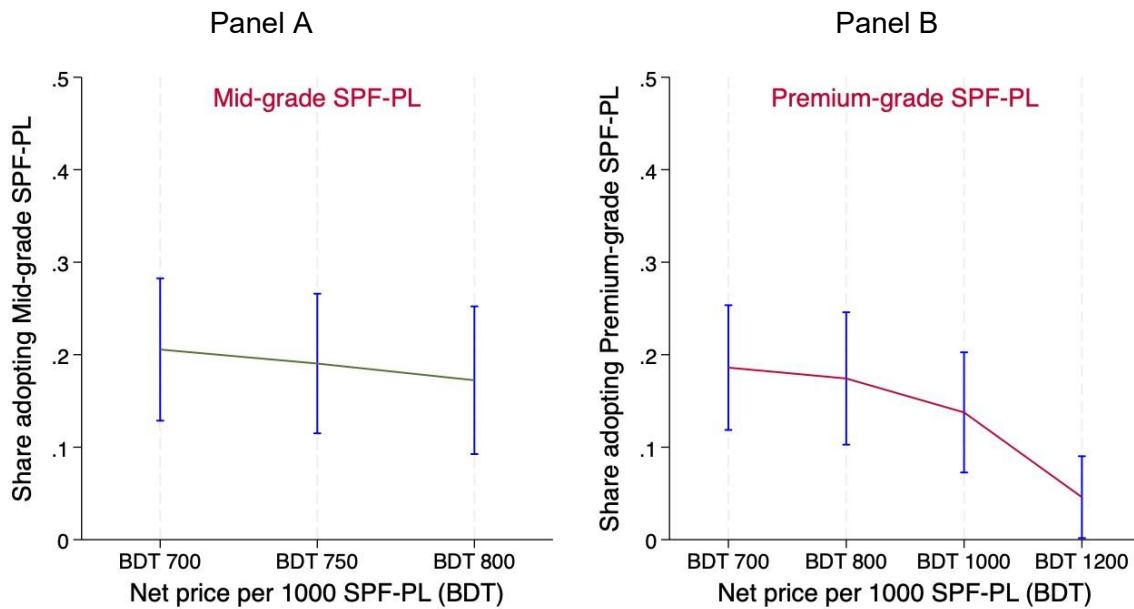 Panel A
Mid-grade SPF-PL
Share adopting Mid-grade SPF-PL
.5
.4
.3
.2
.1
0
BDT 700
BDT 750
BDT 800
Net price per 1000 SPF-PL (BDT)
Panel B
Premium-grade SPF-PL
Share adopting Premium-grade SPF-PL
.5
.4
.3
.2
.1
0
BDT 700
BDT 800
BDT 1000
BDT 1200
Net price per 1000 SPF-PL (BDT)